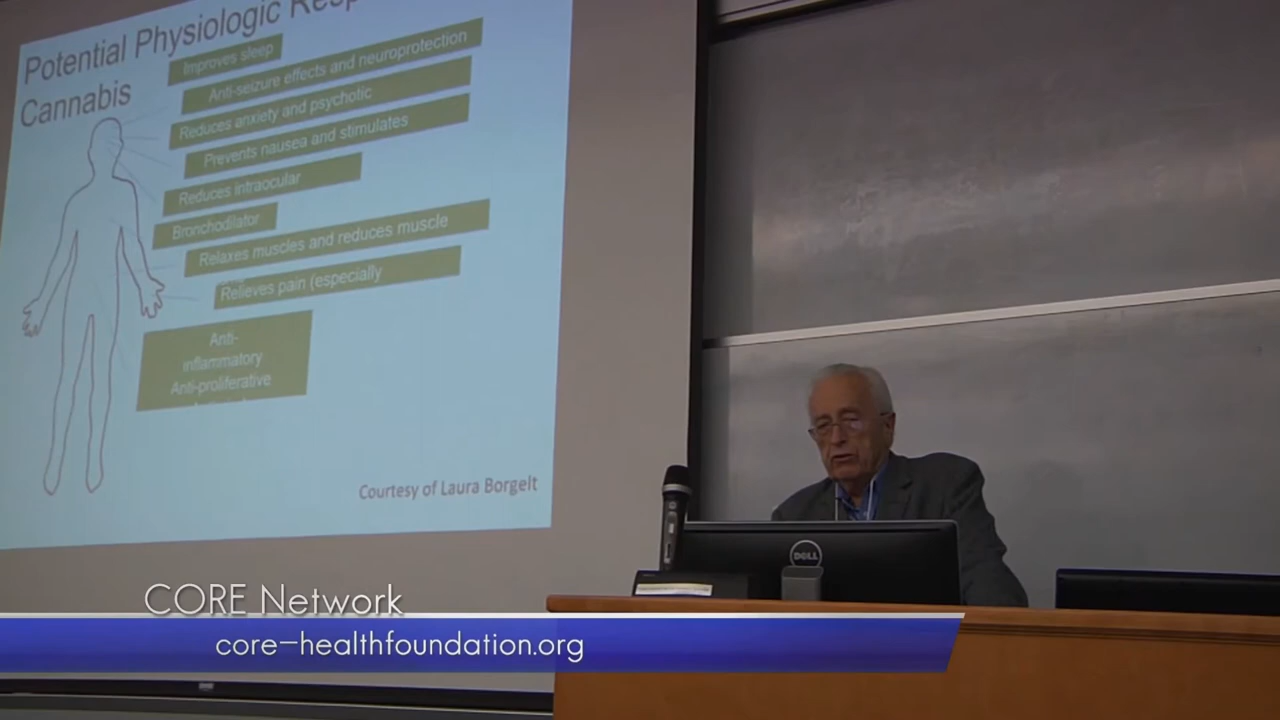 Potential Physiologic Resp
Cannabis
Improves sleep
Anti-seizure effects and neuroprotection
Reduces anxiety and psychotic
Prevents nausea and stimulates
Reduces intraocular
Bronchodilator
Relaxes muscles and reduces muscle
Relieves pain (especially
Anti-
inflammatory
Anti-proliferative
Courtesy of Laura Borgelt
DELL
CORE Network
core-healthfoundation.org